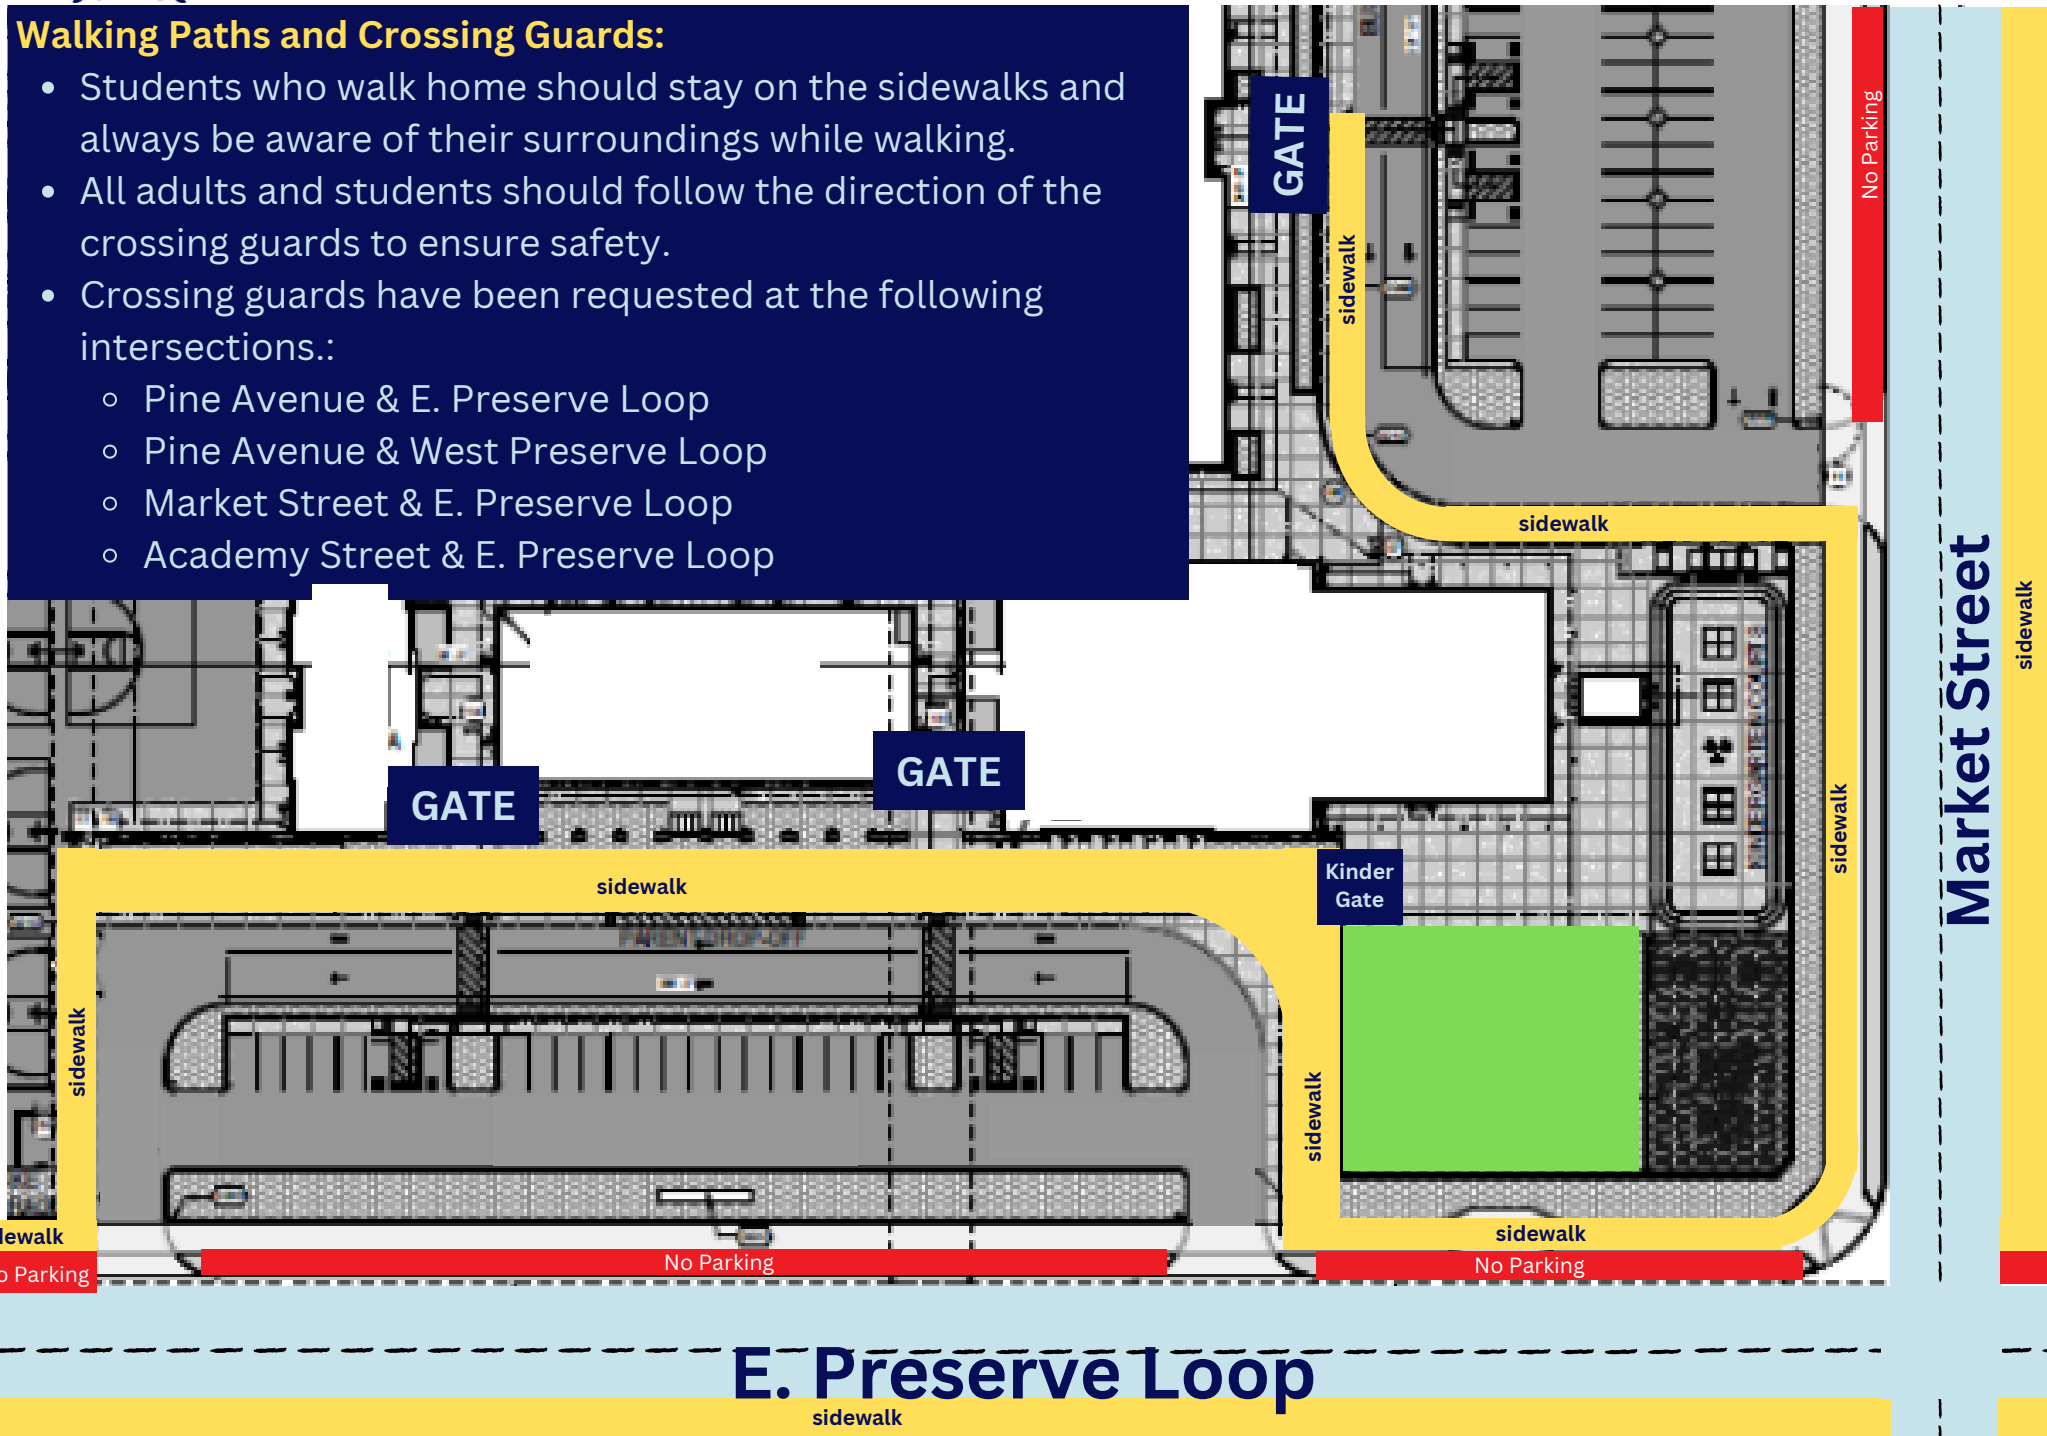 Walking Paths and Crossing Guards:
• Students who walk home should stay on the sidewalks and
always be aware of their surroundings while walking.
• All adults and students should follow the direction of the
crossing guards to ensure safety.
• Crossing guards have been requested at the following
intersections.:
◦ Pine Avenue & E. Preserve Loop
◦ Pine Avenue & West Preserve Loop
◦ Market Street & E. Preserve Loop
◦ Academy Street & E. Preserve Loop
GATE
No Parking
sidewalk
sidewalk
Market Street
sidewalk
GATE
GATE
sidewalk
Kinder
Gate
sidewalk
PARENT DROP-OFF
sidewalk
sidewalk
sidewalk
No Parking
No Parking
No Parking
E. Preserve Loop
sidewalk